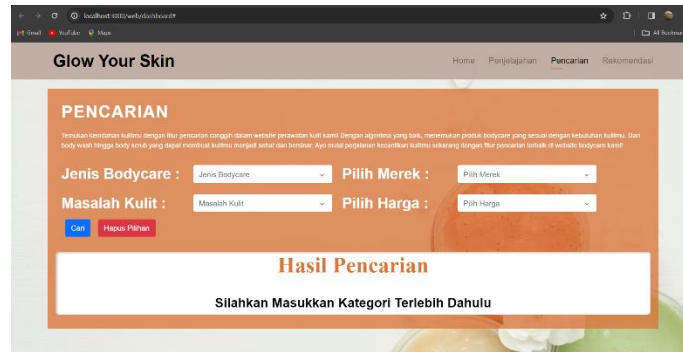 localhost:8080/web/dashboard#
Gmail YouTube Maps All Bookmar
Glow Your Skin Home Penjelajahan Pencarian Rekomendasi
PENCARIAN
Temukan keindahan kulitmu dengan fitur pencarian canggih dalam website perawatan kulit kami! Dengan algoritma yang baik, menemukan produk bodycare yang sesuai dengan kebutuhan kulitmu. Dari
body wash hingga body scrub yang dapat membuat kulitmu menjadi sehat dan bersinar. Ayo mulai perjalanan kecantikan kulitmu sekarang dengan fitur pencarian terbaik di website bodycare kami!
Jenis Bodycare : Jenis Bodycare Pilih Merek : Pilih Merek
Masalah Kulit : Masalah Kulit Pilih Harga : Pilih Harga
Cari Hapus Pilihan
Hasil Pencarian
Silahkan Masukkan Kategori Terlebih Dahulu